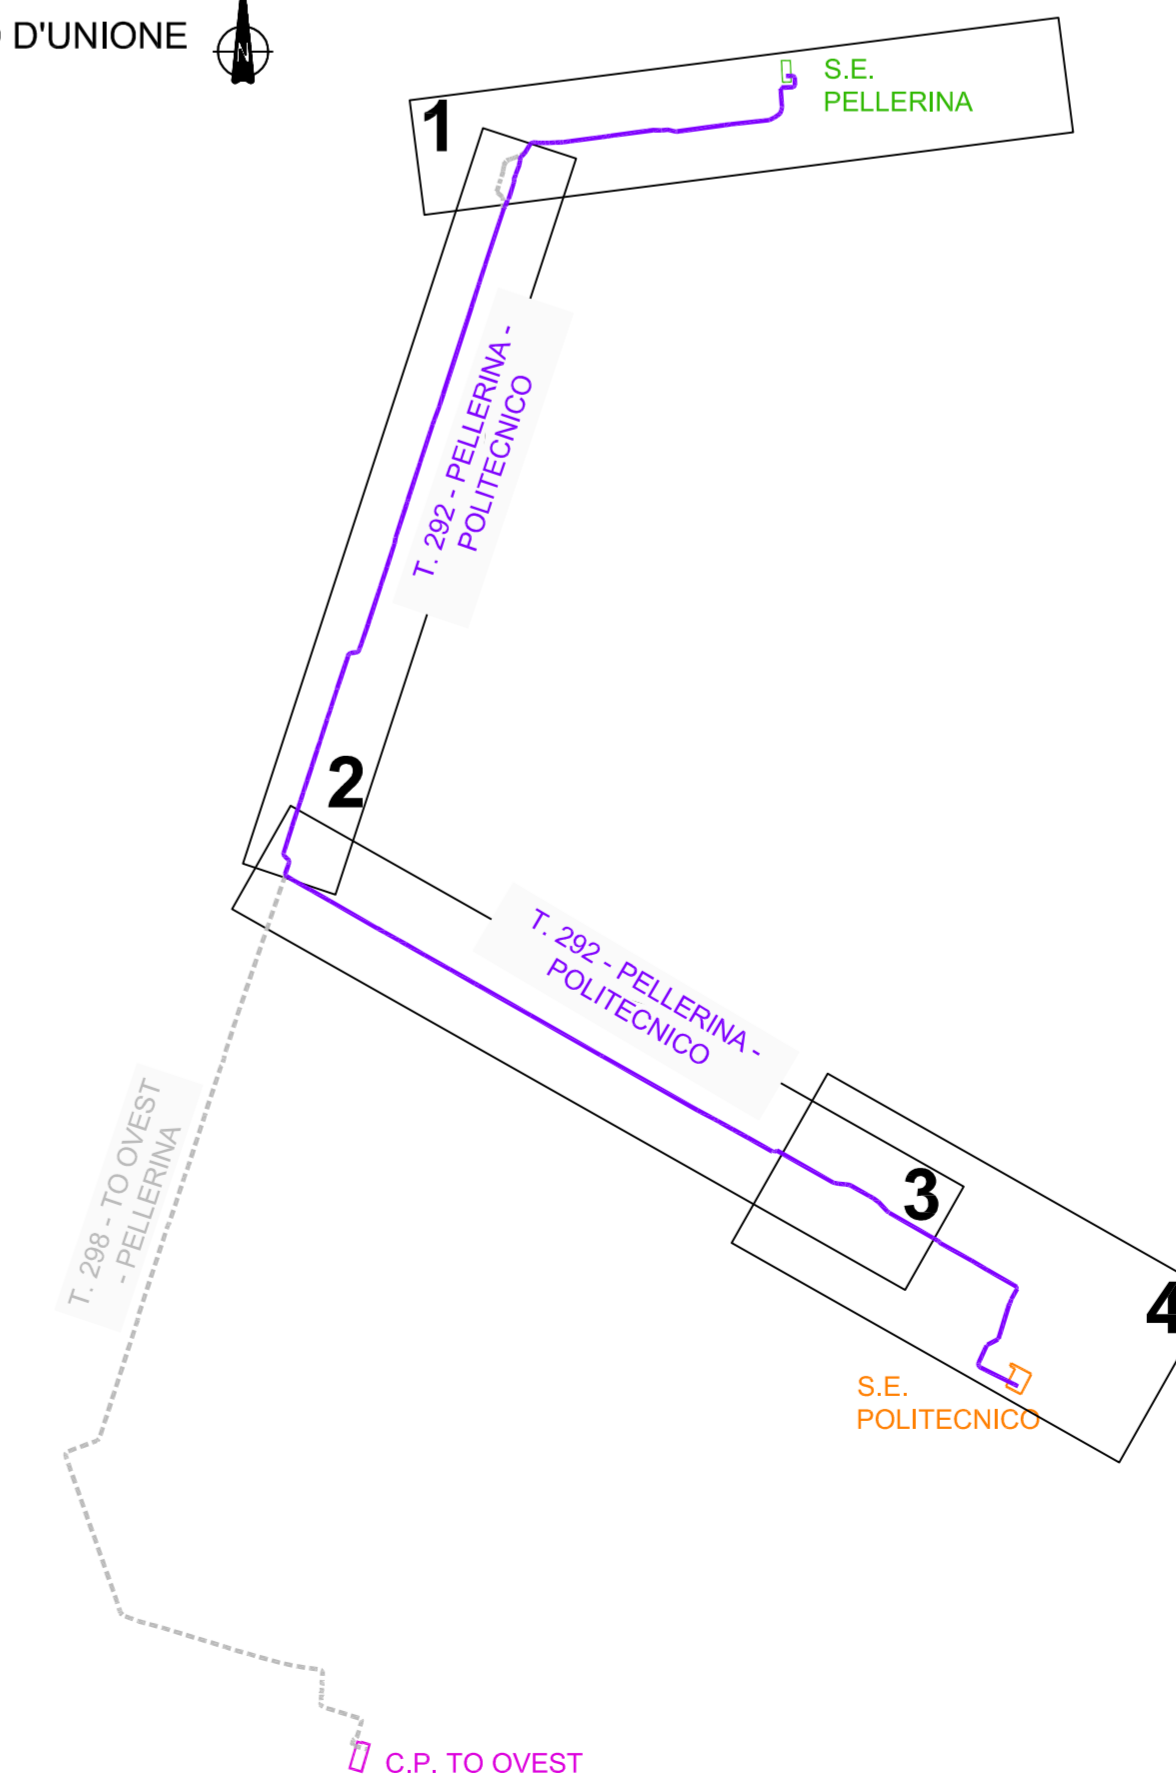 D'UNIONE
N
S.E.
PELLERINA
1
T. 292 - PELLERINA -
POLITECNICO
2
T. 292 - PELLERINA -
POLITECNICO
3
4
T. 298 - TO OVEST
- PELLERINA
S.E.
POLITECNICO
C.P. TO OVEST